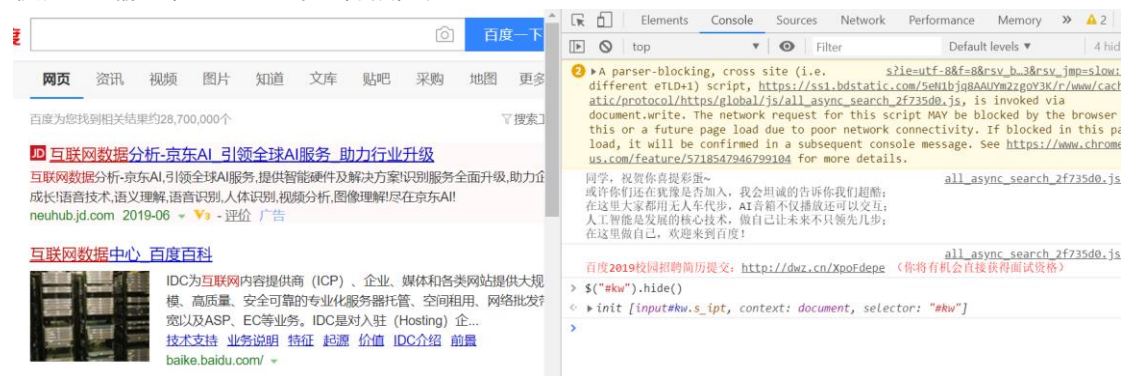 度
百度一下
网页 资讯 视频 图片 知道 文库 贴吧 采购 地图 更多
百度为您找到相关结果约28,700,000个
搜索工
JD 互联网数据分析-京东AI_引领全球AI服务_助力行业升级
互联网数据分析-京东AI,引领全球AI服务,提供智能硬件及解决方案!识别服务全面升级,助力企
成长!语音技术,语义理解,语音识别,人体识别,视频分析,图像理解!尽在京东AI!
neuhub.jd.com 2019-06 V3 - 评价 广告
互联网数据中心_百度百科
IDC为互联网内容提供商（ICP）、企业、媒体和各类网站提供大规
模、高质量、安全可靠的专业化服务器托管、空间租用、网络批发
宽以及ASP、EC等业务。IDC是对入驻（Hosting）企...
技术支持 业务说明 特征 起源 价值 IDC介绍 前景
baike.baidu.com/
Elements Console Sources Network Performance Memory » 2
top Filter Default levels 4 hid
2 A parser-blocking, cross site (i.e. s?ie=utf-8&f=8&rsv_b…3&rsv_jmp=slow:
different eTLD+1) script, https://ss1.bdstatic.com/5eN1bjq8AAUYm2zgoY3K/r/www/cach
atic/protocol/https/global/js/all_async_search_2f735d0.js, is invoked via
document.write. The network request for this script MAY be blocked by the browser
this or a future page load due to poor network connectivity. If blocked in this pa
load, it will be confirmed in a subsequent console message. See https://www.chrome
us.com/feature/5718547946799104 for more details.
同学，祝贺你喜提彩蛋~ all_async_search_2f735d0.js
或许你们还在犹豫是否加入，我会坦诚的告诉你我们超酷；
在这里大家都用无人车代步，AI音箱不仅播放还可以交互；
人工智能是发展的核心技术，做自己让未来不只领先几步；
在这里做自己，欢迎来到百度！
all_async_search_2f735d0.js
百度2019校园招聘简历提交：http://dwz.cn/XpoFdepe （你将有机会直接获得面试资格）
> $("#kw").hide()
init [input#kw.s_ipt, context: document, selector: "#kw"]
>